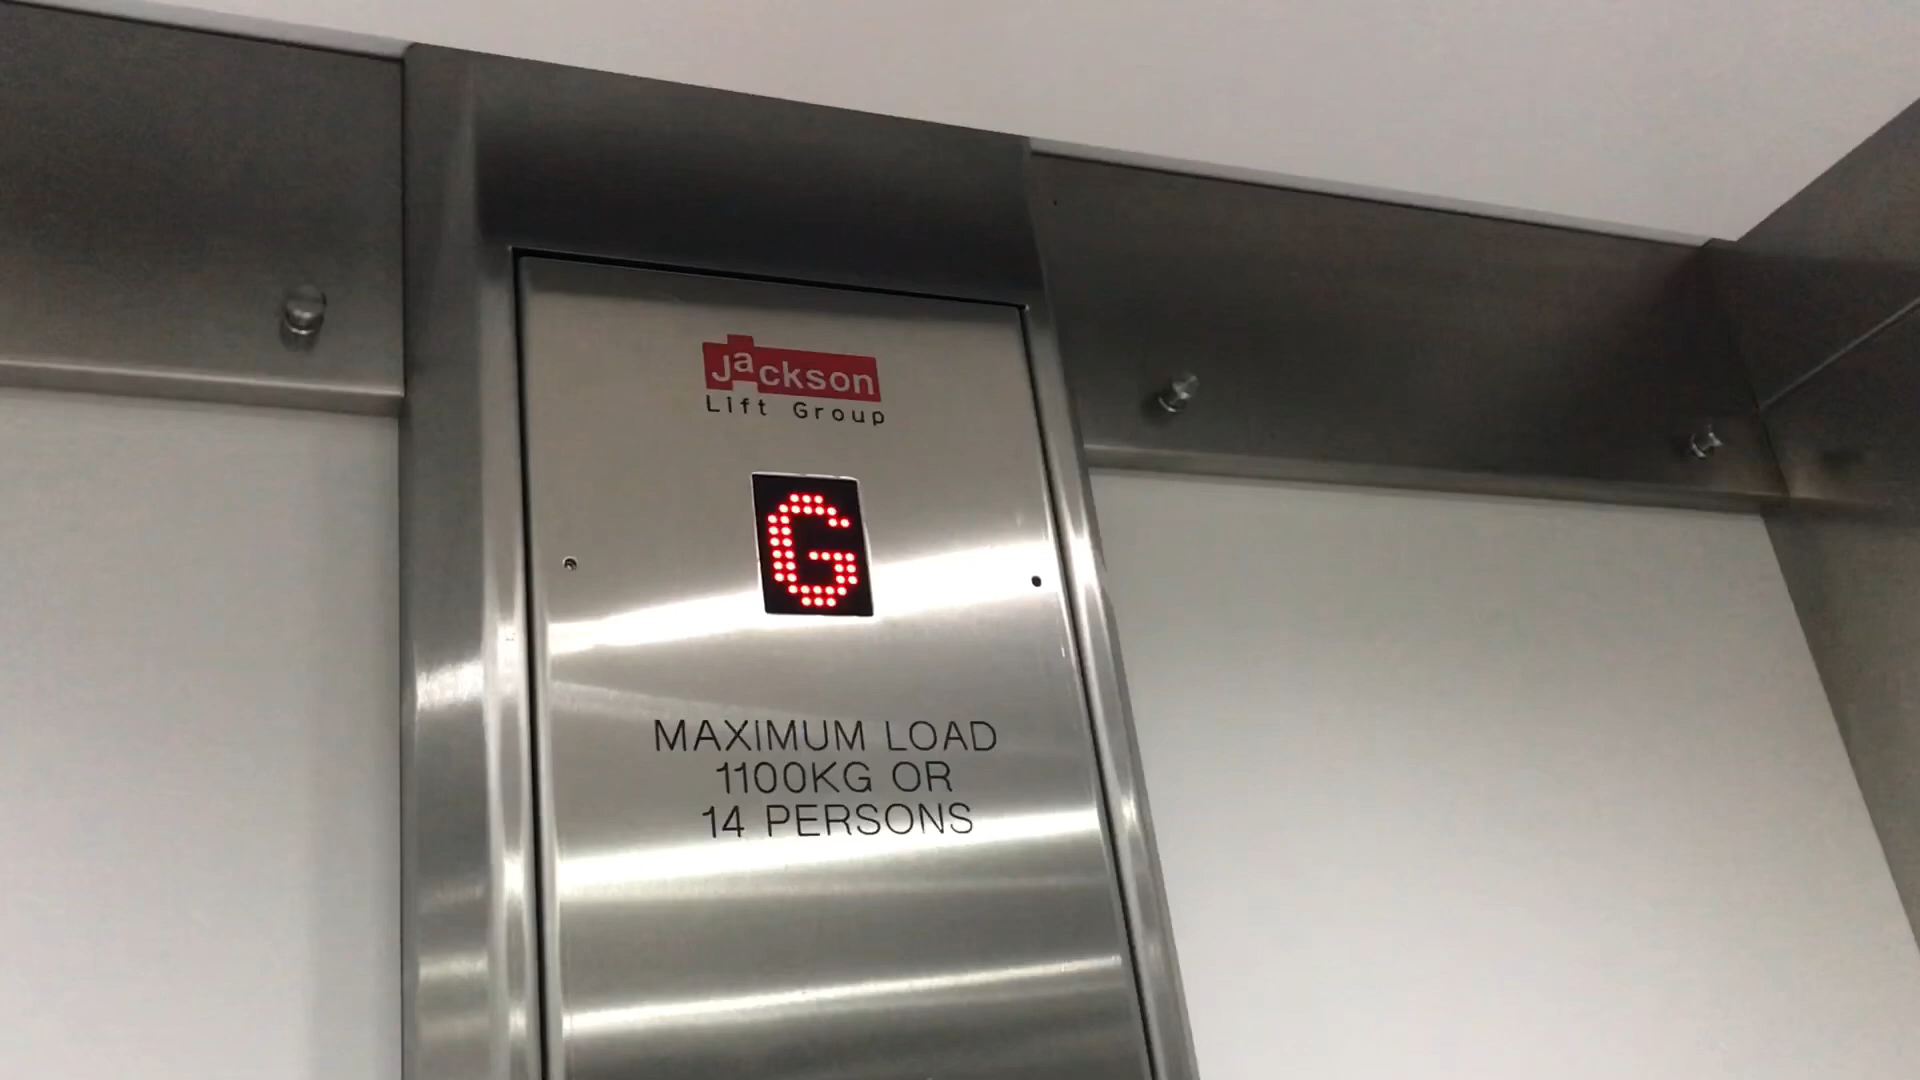 Jackson
Lift Group
G
MAXIMUM LOAD
1100KG OR
14 PERSONS